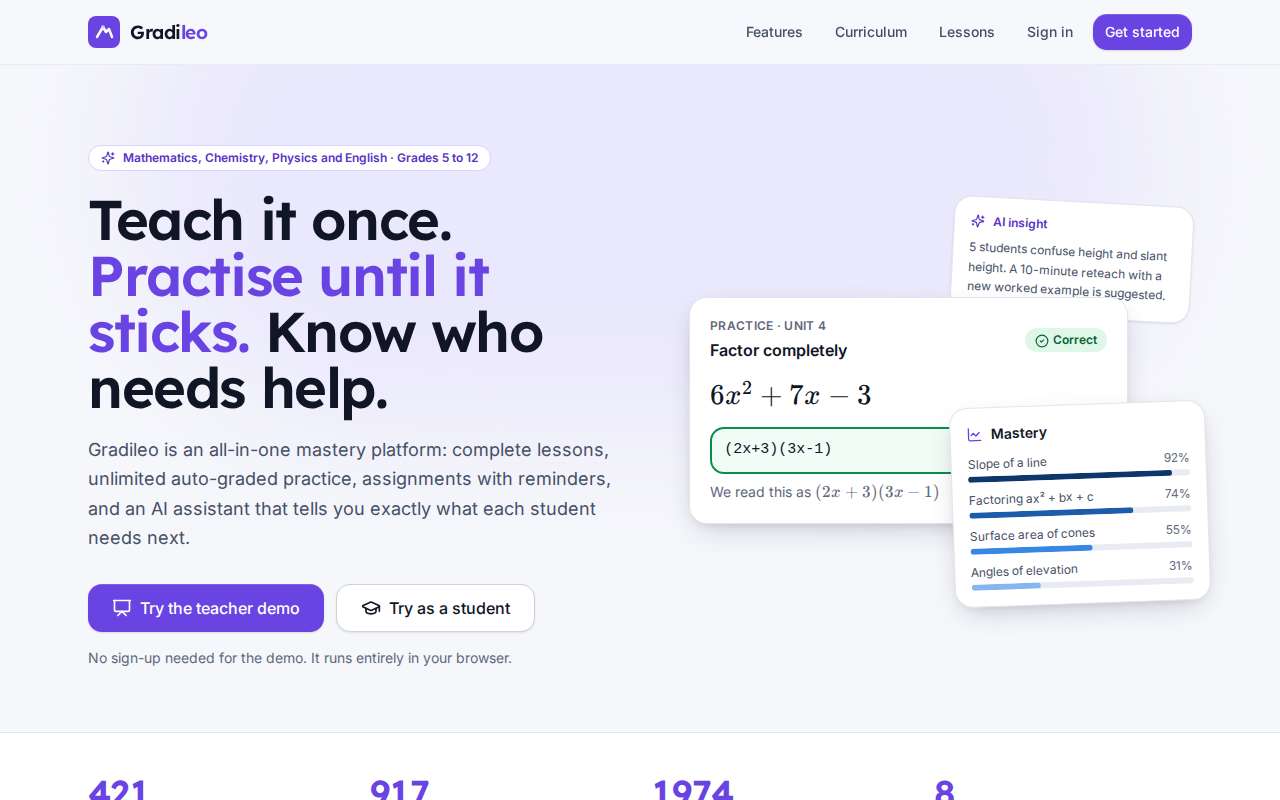 Gradileo
Features
Curriculum
Lessons
Sign in
Get started
Mathematics, Chemistry, Physics and English · Grades 5 to 12
Teach it once.
Practise until it
sticks. Know who
needs help.
Gradileo is an all-in-one mastery platform: complete lessons,
unlimited auto-graded practice, assignments with reminders,
and an AI assistant that tells you exactly what each student
needs next.
Try the teacher demo
Try as a student
No sign-up needed for the demo. It runs entirely in your browser.
AI insight
5 students confuse height and slant
height. A 10-minute reteach with a
new worked example is suggested.
PRACTICE · UNIT 4
Factor completely
Correct
6x² + 7x − 3
(2x+3)(3x-1)
We read this as (2x + 3)(3x − 1)
Mastery
Slope of a line 92%
Factoring ax² + bx + c 74%
Surface area of cones 55%
Angles of elevation 31%
421
917
1974
8